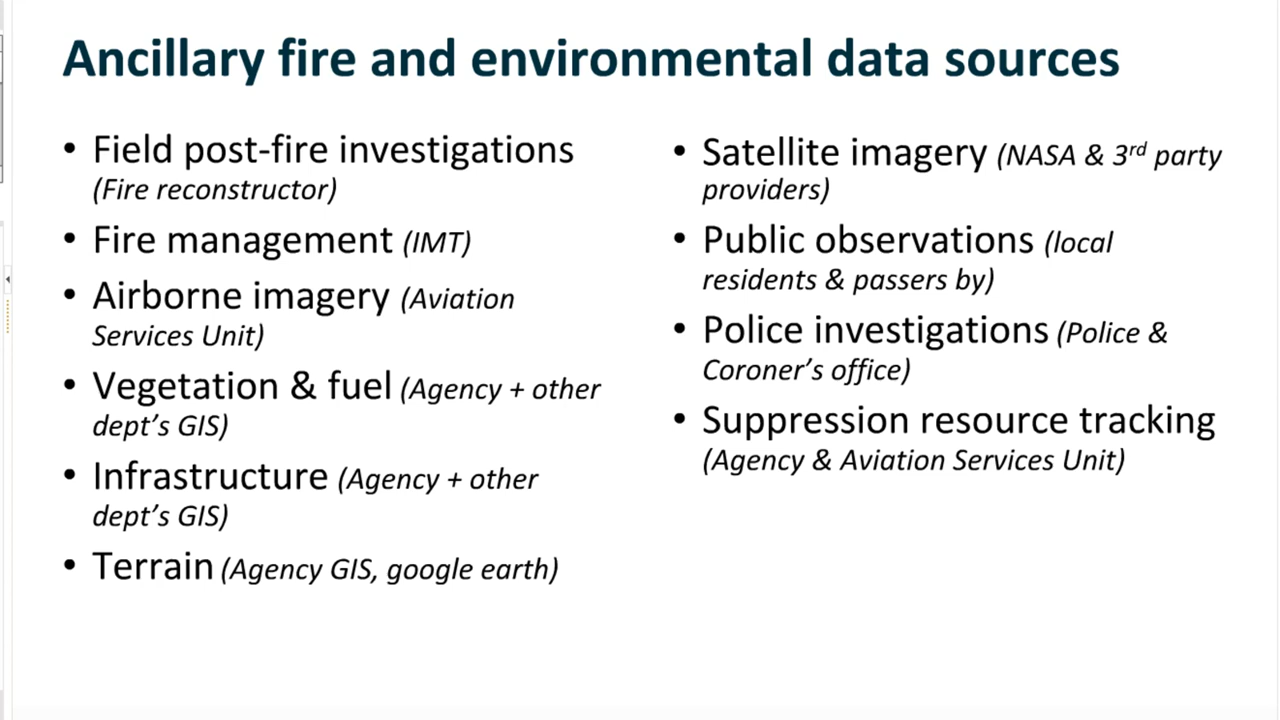 Ancillary fire and environmental data sources
• Field post-fire investigations
(Fire reconstructor)
• Fire management (IMT)
• Airborne imagery (Aviation
Services Unit)
• Vegetation & fuel (Agency + other
dept's GIS)
• Infrastructure (Agency + other
dept's GIS)
• Terrain (Agency GIS, google earth)
• Satellite imagery (NASA & 3rd party
providers)
• Public observations (local
residents & passers by)
• Police investigations (Police &
Coroner's office)
• Suppression resource tracking
(Agency & Aviation Services Unit)